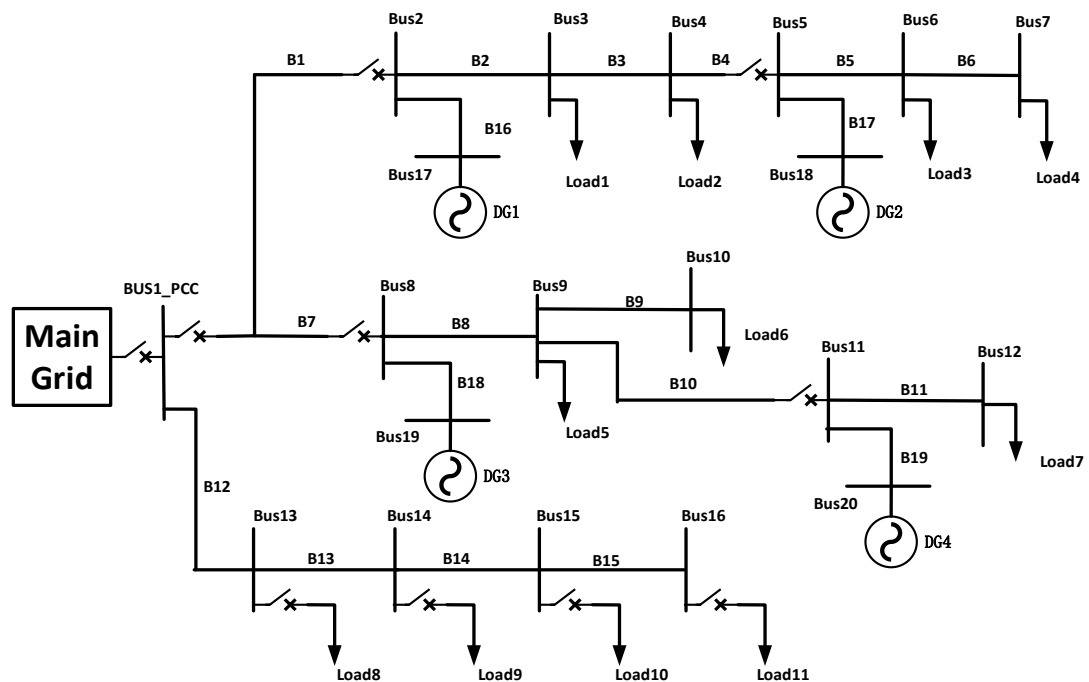 Bus2
Bus3
Bus4
Bus5
Bus6
Bus7
B1
B2
B3
B4
B5
B6
B16
B17
Bus17
Load1
Load2
Bus18
Load3
Load4
DG1
DG2
BUS1_PCC
Bus8
Bus9
Bus10
B9
Main
Grid
B7
B8
Load6
Bus11
Bus12
B18
B10
B11
Bus19
Load5
Load7
DG3
B19
B12
Bus20
Bus13
Bus14
Bus15
Bus16
DG4
B13
B14
B15
Load8
Load9
Load10
Load11